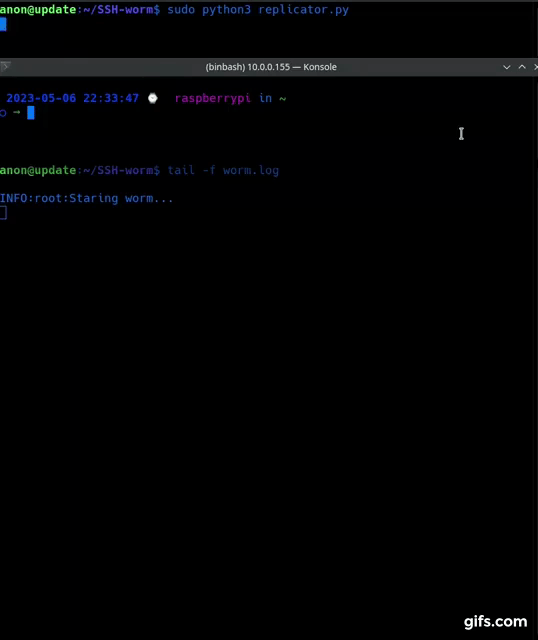 anon@update:~/SSH-worm$ sudo python3 replicator.py
(binbash) 10.0.0.155 — Konsole
2023-05-06 22:33:47 ⌚ raspberrypi in ~
○ →
anon@update:~/SSH-worm$ tail -f worm.log
INFO:root:Staring worm...
gifs.com